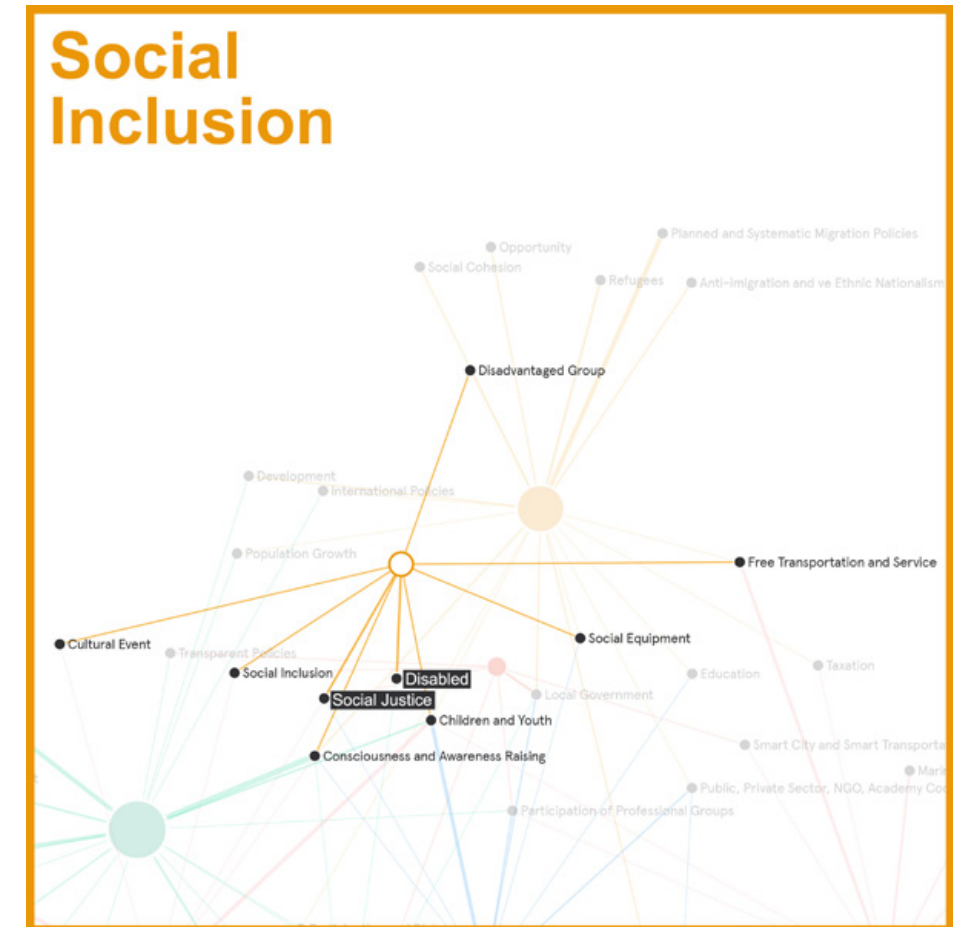 Social
Inclusion
Planned and Systematic Migration Policies
Opportunity
Social Cohesion
Refugees
Anti-imigration and ve Ethnic Nationalism
Disadvantaged Group
Development
International Policies
Population Growth
Free Transportation and Service
Cultural Event
Social Equipment
Transparent Policies
Social Inclusion
Disabled
Education
Taxation
Social Justice
Local Government
Children and Youth
Smart City and Smart Transporta
Consciousness and Awareness Raising
Public, Private Sector, NGO, Academy Coo
Participation of Professional Groups